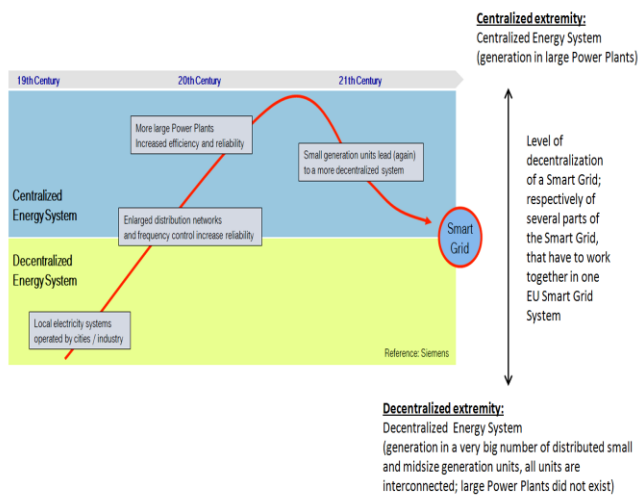 Centralized extremity:
Centralized Energy System
(generation in large Power Plants)
19th Century
20th Century
21th Century
More large Power Plants
Increased efficiency and reliability
Small generation units lead (again)
to a more decentralized system
Centralized
Energy System
Enlarged distribution networks
and frequency control increase reliability
Smart
Grid
Decentralized
Energy System
Local electricity systems
operated by cities / industry
Reference: Siemens
Level of
decentralization
of a Smart Grid;
respectively of
several parts of
the Smart Grid,
that have to work
together in one
EU Smart Grid
System
Decentralized extremity:
Decentralized Energy System
(generation in a very big number of distributed small
and midsize generation units, all units are
interconnected; large Power Plants did not exist)